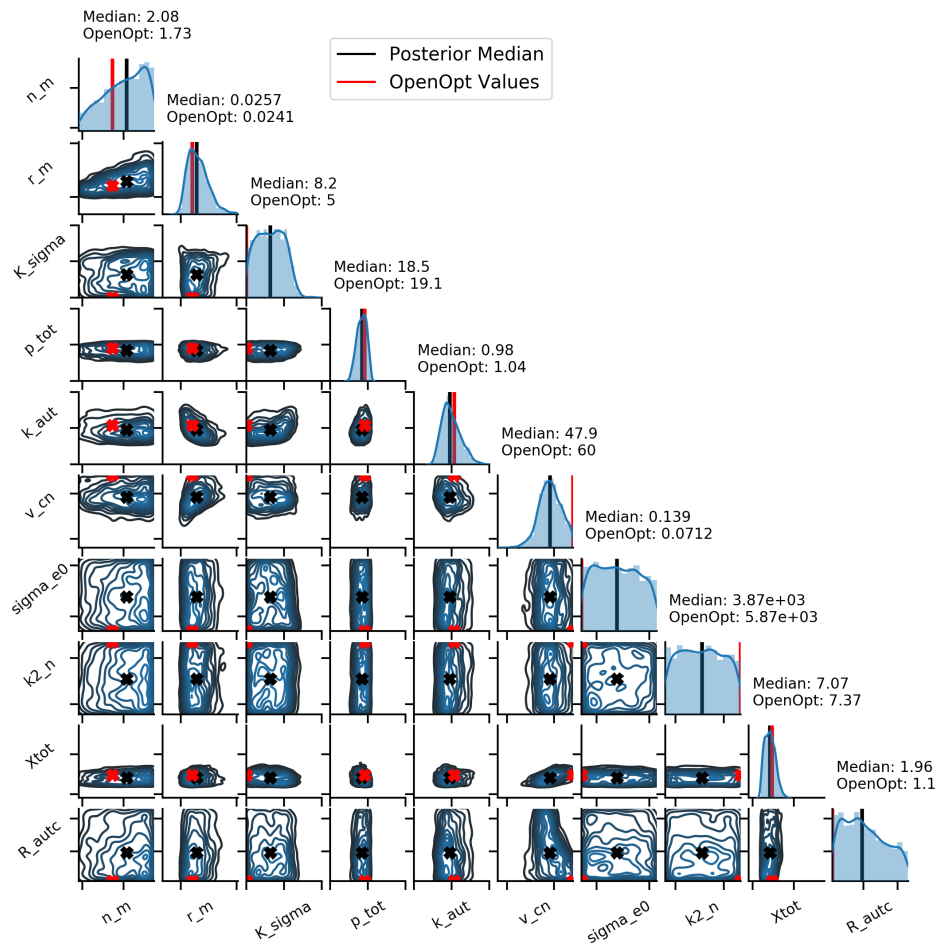 Median: 2.08
OpenOpt: 1.73
Posterior Median
OpenOpt Values
n_m
Median: 0.0257
OpenOpt: 0.0241
r_m
Median: 8.2
OpenOpt: 5
K_sigma
Median: 18.5
OpenOpt: 19.1
p_tot
Median: 0.98
OpenOpt: 1.04
k_aut
Median: 47.9
OpenOpt: 60
v_cn
Median: 0.139
OpenOpt: 0.0712
sigma_e0
Median: 3.87e+03
OpenOpt: 5.87e+03
k2_n
Median: 7.07
OpenOpt: 7.37
Xtot
Median: 1.96
OpenOpt: 1.1
R_autc
n_m r_m K_sigma p_tot k_aut v_cn sigma_e0 k2_n Xtot R_autc